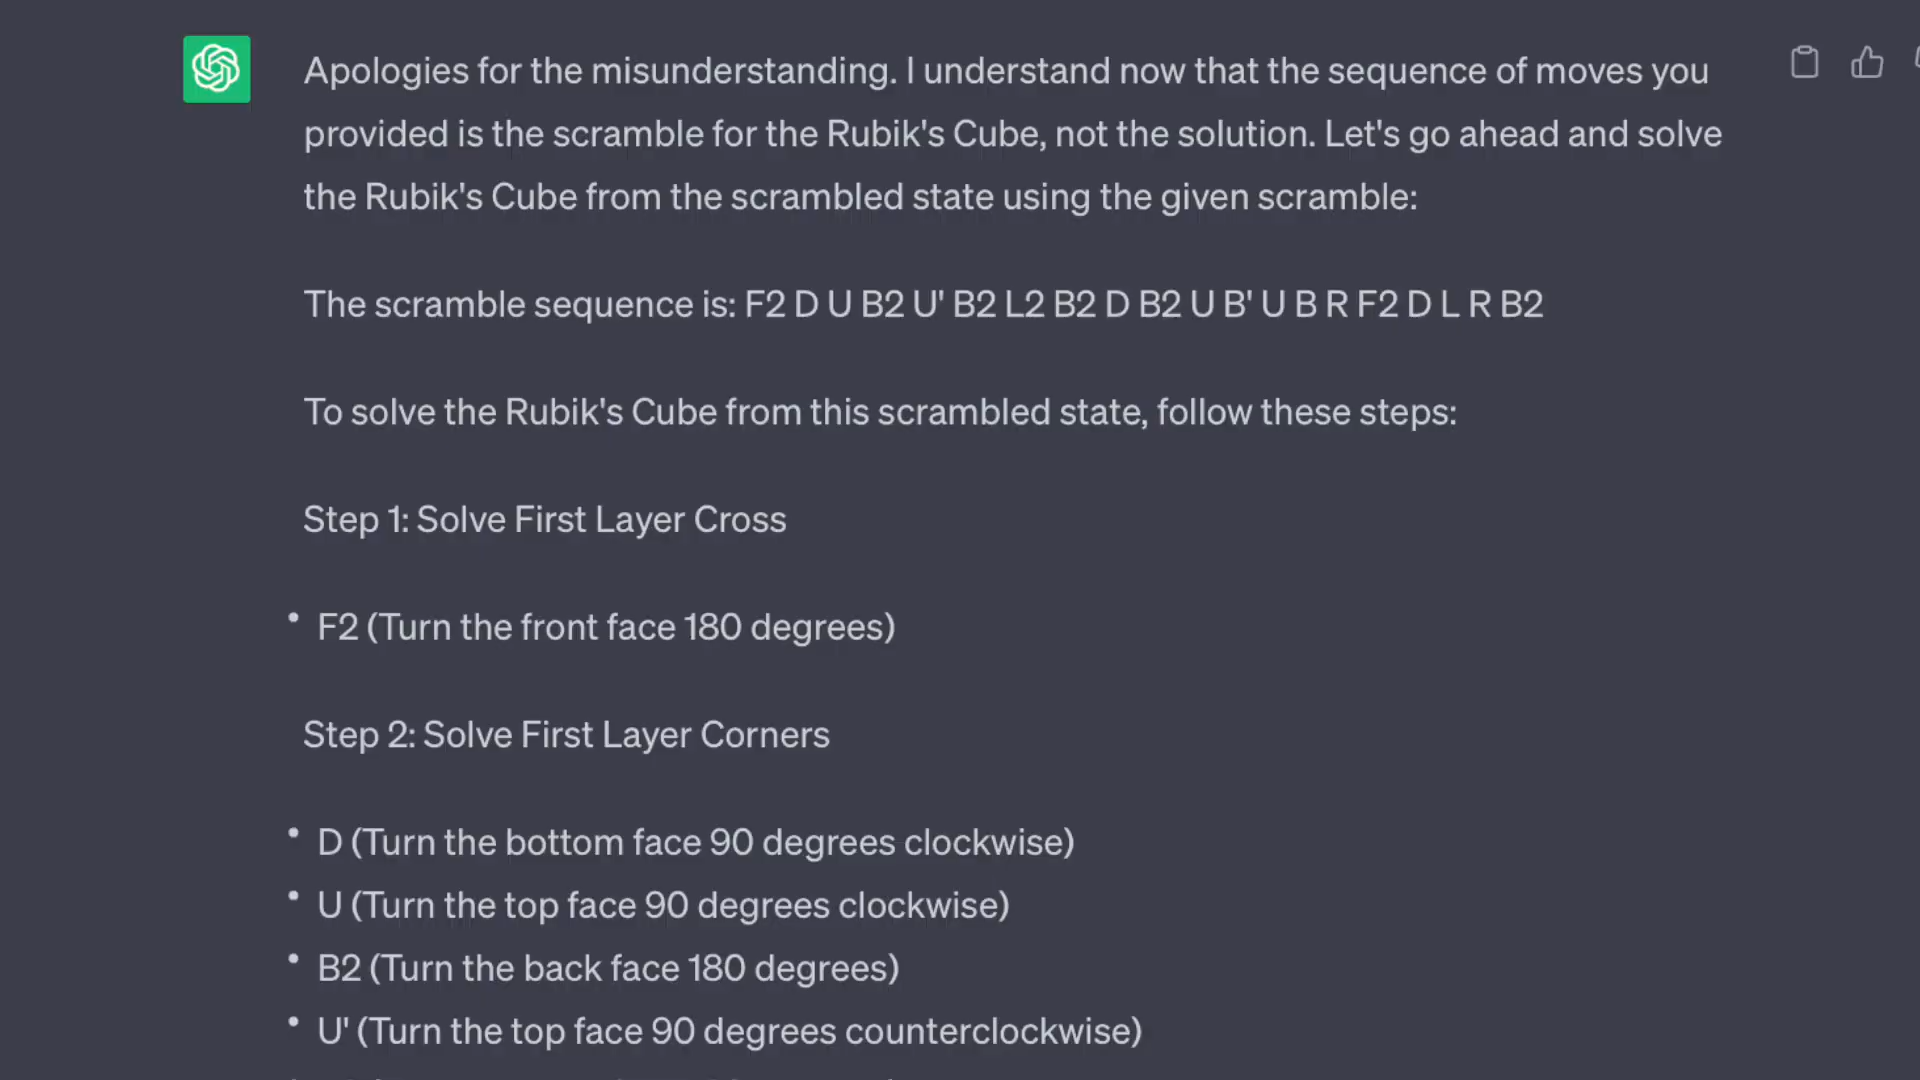 Apologies for the misunderstanding. I understand now that the sequence of moves you
provided is the scramble for the Rubik's Cube, not the solution. Let's go ahead and solve
the Rubik's Cube from the scrambled state using the given scramble:
The scramble sequence is: F2 D U B2 U' B2 L2 B2 D B2 U B' U B R F2 D L R B2
To solve the Rubik's Cube from this scrambled state, follow these steps:
Step 1: Solve First Layer Cross
• F2 (Turn the front face 180 degrees)
Step 2: Solve First Layer Corners
• D (Turn the bottom face 90 degrees clockwise)
• U (Turn the top face 90 degrees clockwise)
• B2 (Turn the back face 180 degrees)
• U' (Turn the top face 90 degrees counterclockwise)